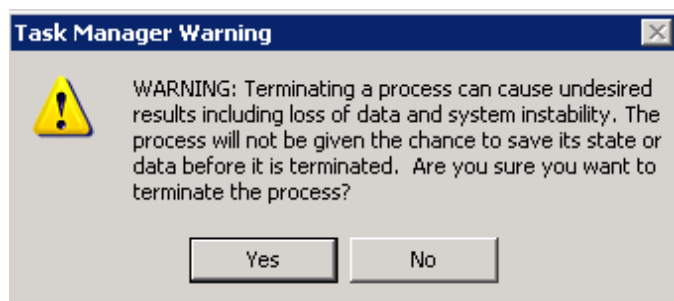 Task Manager Warning
WARNING: Terminating a process can cause undesired
results including loss of data and system instability. The
process will not be given the chance to save its state or
data before it is terminated.  Are you sure you want to
terminate the process?
Yes
No